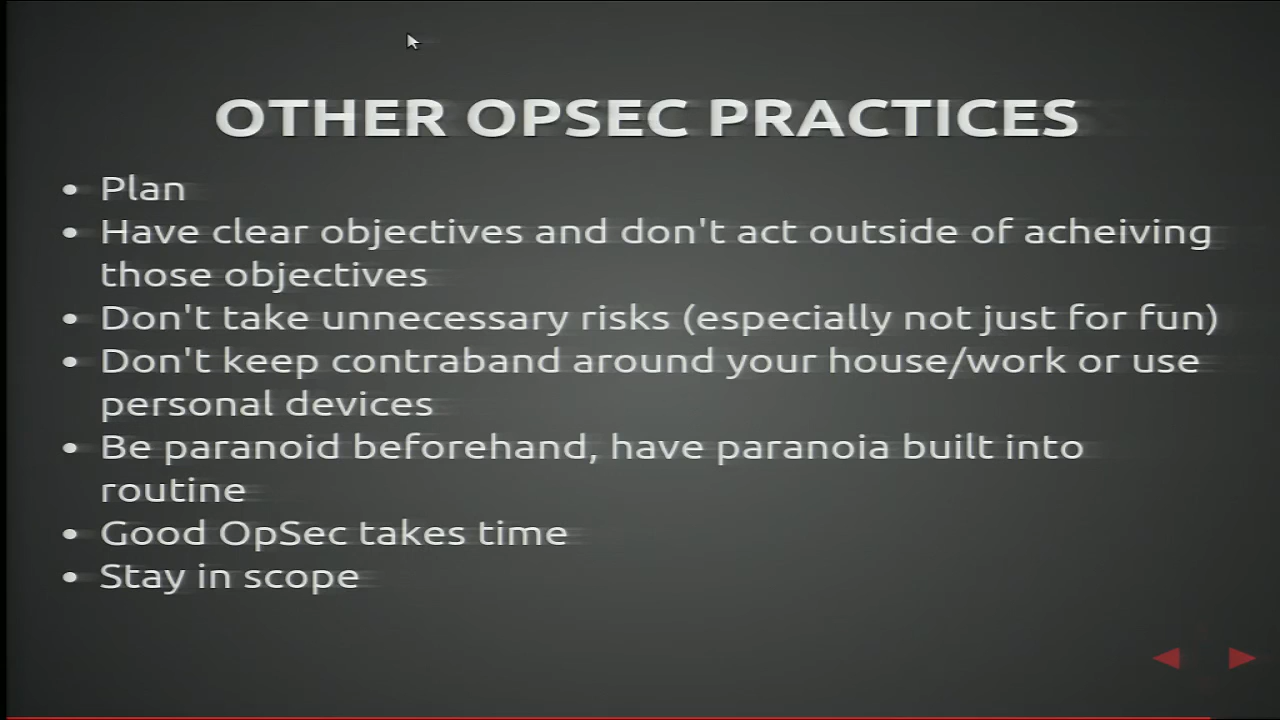 OTHER OPSEC PRACTICES
• Plan
• Have clear objectives and don't act outside of acheiving
those objectives
• Don't take unnecessary risks (especially not just for fun)
• Don't keep contraband around your house/work or use
personal devices
• Be paranoid beforehand, have paranoia built into
routine
• Good OpSec takes time
• Stay in scope